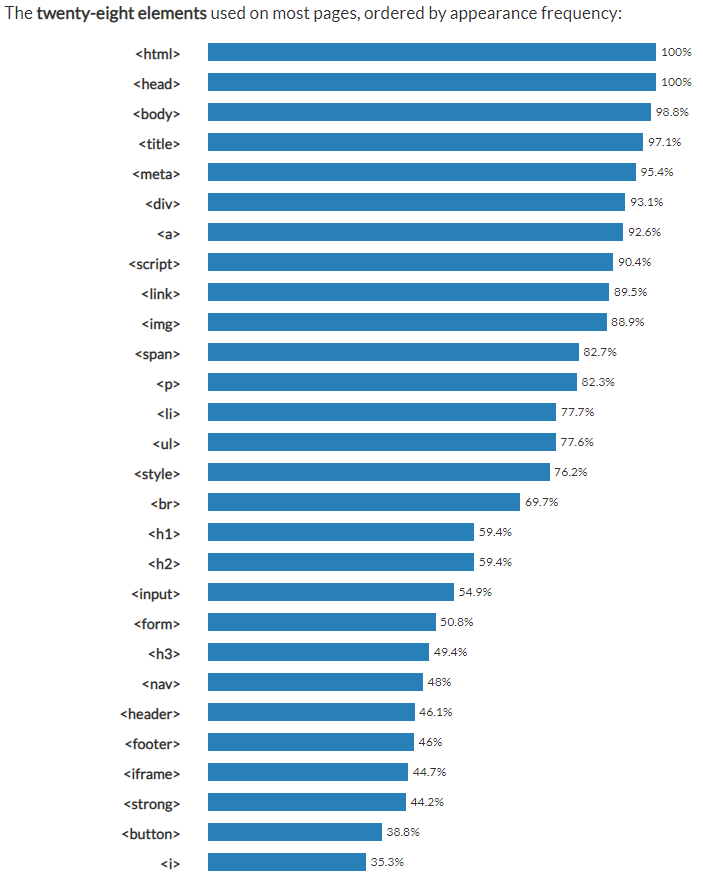 The twenty-eight elements used on most pages, ordered by appearance frequency:
<html> 100%
<head> 100%
<body> 98.8%
<title> 97.1%
<meta> 95.4%
<div> 93.1%
<a> 92.6%
<script> 90.4%
<link> 89.5%
<img> 88.9%
<span> 82.7%
<p> 82.3%
<li> 77.7%
<ul> 77.6%
<style> 76.2%
<br> 69.7%
<h1> 59.4%
<h2> 59.4%
<input> 54.9%
<form> 50.8%
<h3> 49.4%
<nav> 48%
<header> 46.1%
<footer> 46%
<iframe> 44.7%
<strong> 44.2%
<button> 38.8%
<i> 35.3%